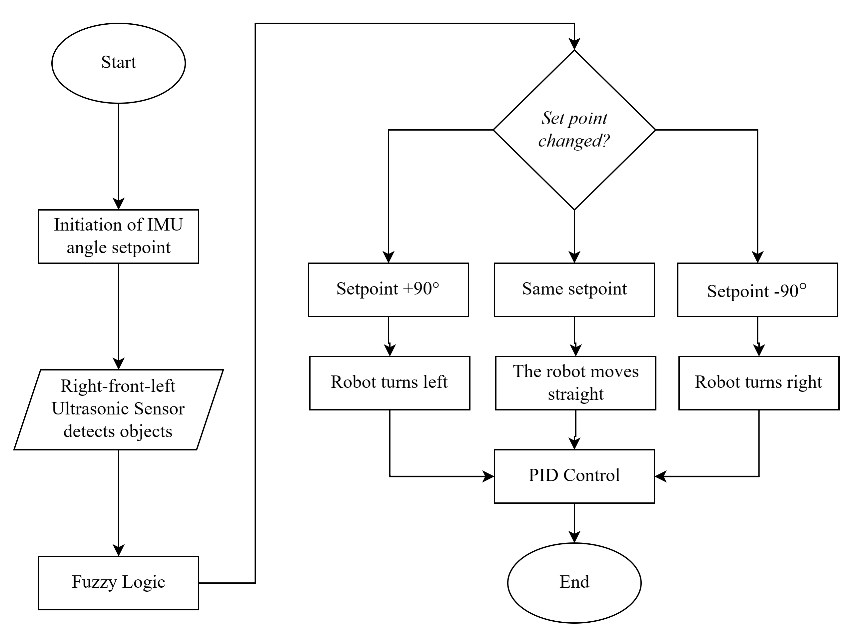 Start
Initiation of IMU
angle setpoint
Right-front-left
Ultrasonic Sensor
detects objects
Fuzzy Logic
Set point
changed?
Setpoint +90°
Same setpoint
Setpoint -90°
Robot turns left
The robot moves
straight
Robot turns right
PID Control
End